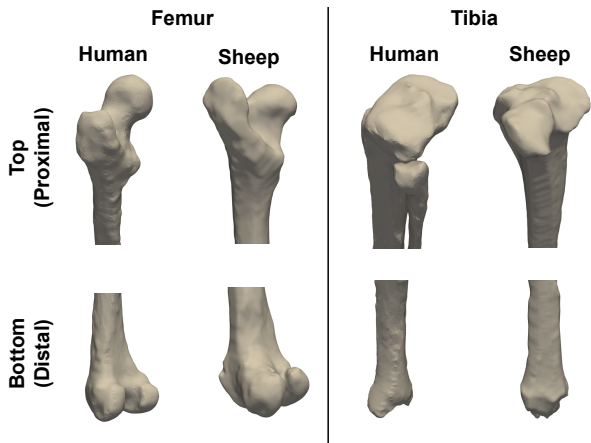 Femur
Tibia
Human
Sheep
Human
Sheep
Top
(Proximal)
Bottom
(Distal)